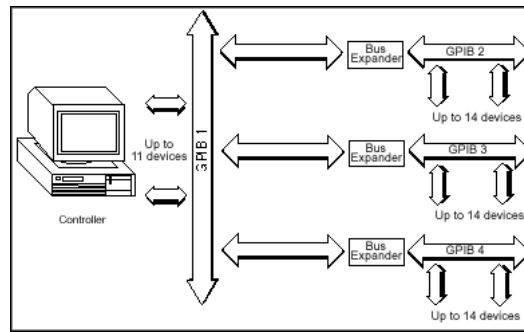 Controller
Up to
11 devices
GPIB 1
Bus
Expander
GPIB 2
Up to 14 devices
Bus
Expander
GPIB 3
Up to 14 devices
Bus
Expander
GPIB 4
Up to 14 devices